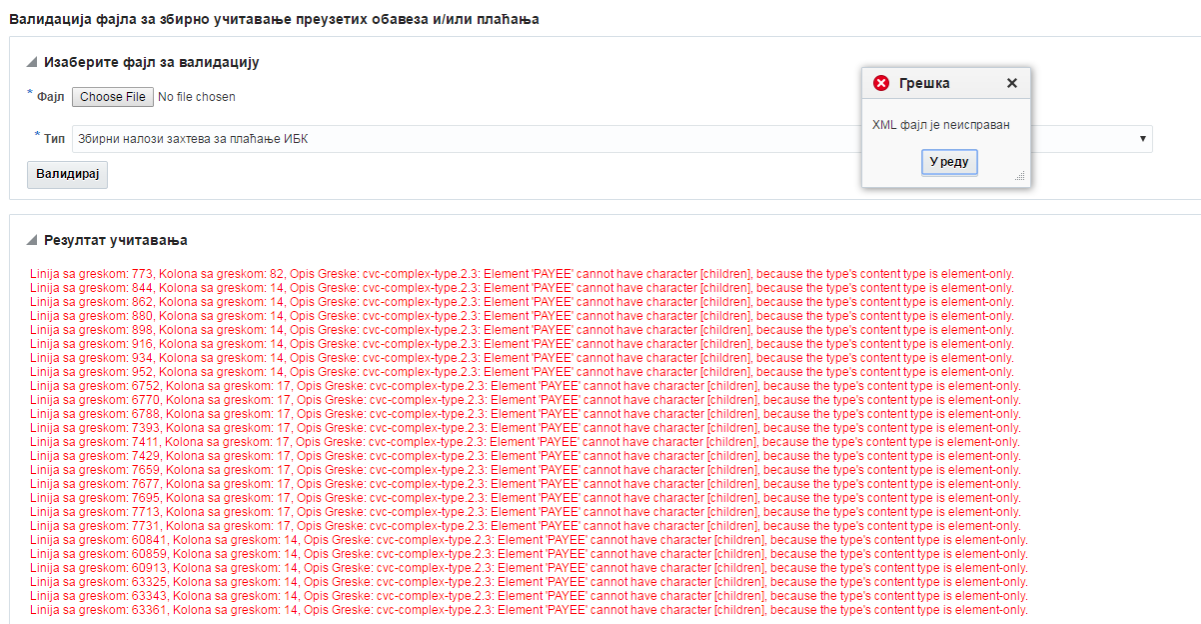 Валидација фајла за збирно учитавање преузетих обавеза и/или плаћања
Изаберите фајл за валидацију
* Фајл Choose File No file chosen
* Тип Збирни налози захтева за плаћање ИБК
Валидирај
Грешка
XML фајл је неисправан
У реду
Резултат учитавања
Linija sa greskom: 773, Kolona sa greskom: 82, Opis Greske: cvc-complex-type.2.3: Element 'PAYEE' cannot have character [children], because the type's content type is element-only.
Linija sa greskom: 844, Kolona sa greskom: 14, Opis Greske: cvc-complex-type.2.3: Element 'PAYEE' cannot have character [children], because the type's content type is element-only.
Linija sa greskom: 862, Kolona sa greskom: 14, Opis Greske: cvc-complex-type.2.3: Element 'PAYEE' cannot have character [children], because the type's content type is element-only.
Linija sa greskom: 880, Kolona sa greskom: 14, Opis Greske: cvc-complex-type.2.3: Element 'PAYEE' cannot have character [children], because the type's content type is element-only.
Linija sa greskom: 898, Kolona sa greskom: 14, Opis Greske: cvc-complex-type.2.3: Element 'PAYEE' cannot have character [children], because the type's content type is element-only.
Linija sa greskom: 916, Kolona sa greskom: 14, Opis Greske: cvc-complex-type.2.3: Element 'PAYEE' cannot have character [children], because the type's content type is element-only.
Linija sa greskom: 934, Kolona sa greskom: 14, Opis Greske: cvc-complex-type.2.3: Element 'PAYEE' cannot have character [children], because the type's content type is element-only.
Linija sa greskom: 952, Kolona sa greskom: 14, Opis Greske: cvc-complex-type.2.3: Element 'PAYEE' cannot have character [children], because the type's content type is element-only.
Linija sa greskom: 6752, Kolona sa greskom: 17, Opis Greske: cvc-complex-type.2.3: Element 'PAYEE' cannot have character [children], because the type's content type is element-only.
Linija sa greskom: 6770, Kolona sa greskom: 17, Opis Greske: cvc-complex-type.2.3: Element 'PAYEE' cannot have character [children], because the type's content type is element-only.
Linija sa greskom: 6788, Kolona sa greskom: 17, Opis Greske: cvc-complex-type.2.3: Element 'PAYEE' cannot have character [children], because the type's content type is element-only.
Linija sa greskom: 7393, Kolona sa greskom: 17, Opis Greske: cvc-complex-type.2.3: Element 'PAYEE' cannot have character [children], because the type's content type is element-only.
Linija sa greskom: 7411, Kolona sa greskom: 17, Opis Greske: cvc-complex-type.2.3: Element 'PAYEE' cannot have character [children], because the type's content type is element-only.
Linija sa greskom: 7429, Kolona sa greskom: 17, Opis Greske: cvc-complex-type.2.3: Element 'PAYEE' cannot have character [children], because the type's content type is element-only.
Linija sa greskom: 7659, Kolona sa greskom: 17, Opis Greske: cvc-complex-type.2.3: Element 'PAYEE' cannot have character [children], because the type's content type is element-only.
Linija sa greskom: 7677, Kolona sa greskom: 17, Opis Greske: cvc-complex-type.2.3: Element 'PAYEE' cannot have character [children], because the type's content type is element-only.
Linija sa greskom: 7695, Kolona sa greskom: 17, Opis Greske: cvc-complex-type.2.3: Element 'PAYEE' cannot have character [children], because the type's content type is element-only.
Linija sa greskom: 7713, Kolona sa greskom: 17, Opis Greske: cvc-complex-type.2.3: Element 'PAYEE' cannot have character [children], because the type's content type is element-only.
Linija sa greskom: 7731, Kolona sa greskom: 17, Opis Greske: cvc-complex-type.2.3: Element 'PAYEE' cannot have character [children], because the type's content type is element-only.
Linija sa greskom: 60841, Kolona sa greskom: 14, Opis Greske: cvc-complex-type.2.3: Element 'PAYEE' cannot have character [children], because the type's content type is element-only.
Linija sa greskom: 60859, Kolona sa greskom: 14, Opis Greske: cvc-complex-type.2.3: Element 'PAYEE' cannot have character [children], because the type's content type is element-only.
Linija sa greskom: 60913, Kolona sa greskom: 14, Opis Greske: cvc-complex-type.2.3: Element 'PAYEE' cannot have character [children], because the type's content type is element-only.
Linija sa greskom: 63325, Kolona sa greskom: 14, Opis Greske: cvc-complex-type.2.3: Element 'PAYEE' cannot have character [children], because the type's content type is element-only.
Linija sa greskom: 63343, Kolona sa greskom: 14, Opis Greske: cvc-complex-type.2.3: Element 'PAYEE' cannot have character [children], because the type's content type is element-only.
Linija sa greskom: 63361, Kolona sa greskom: 14, Opis Greske: cvc-complex-type.2.3: Element 'PAYEE' cannot have character [children], because the type's content type is element-only.